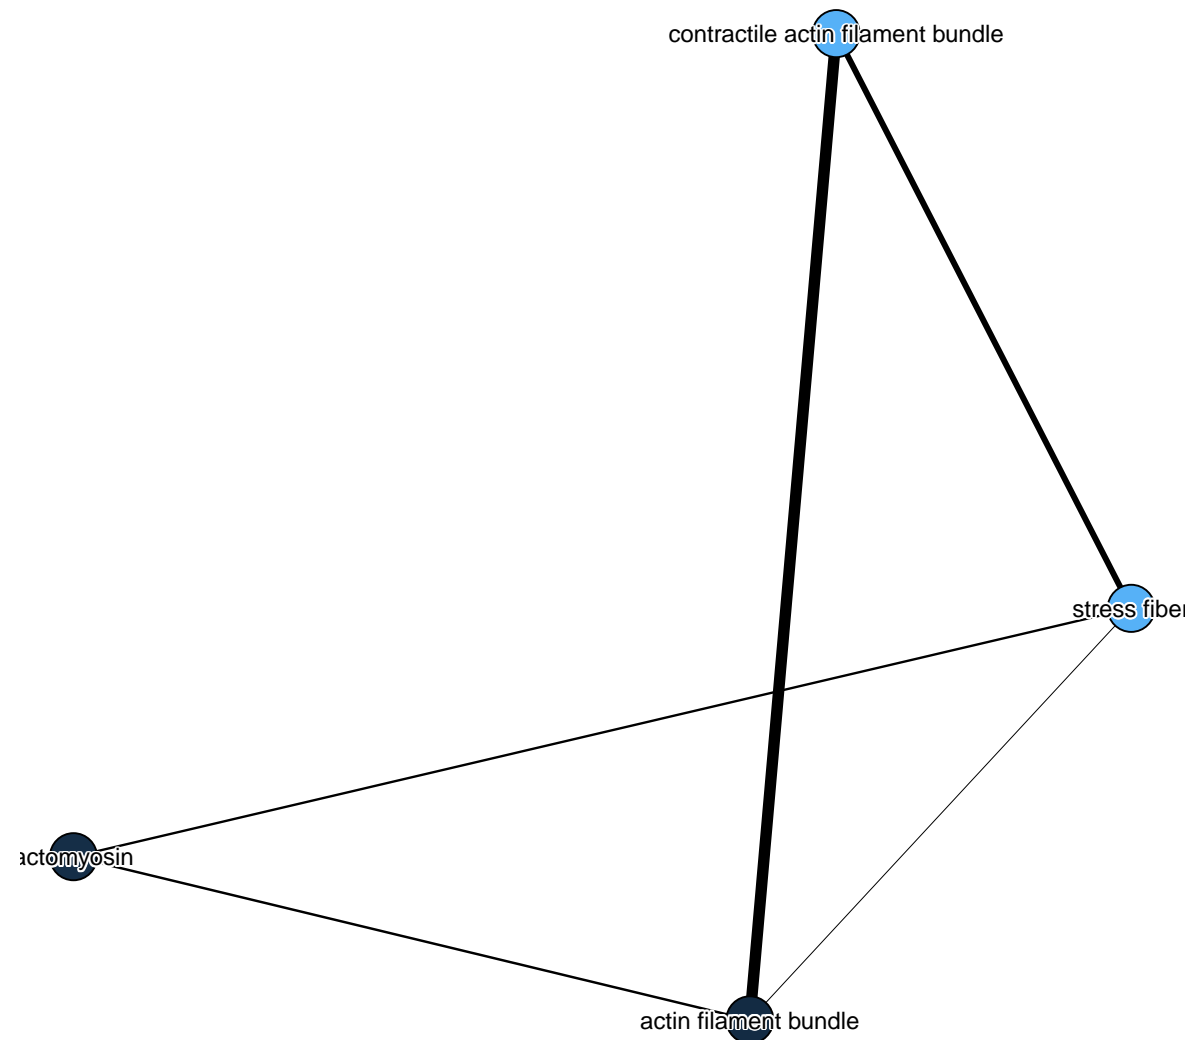 contractile actin filament bundle
stress fiber
actomyosin
actin filament bundle